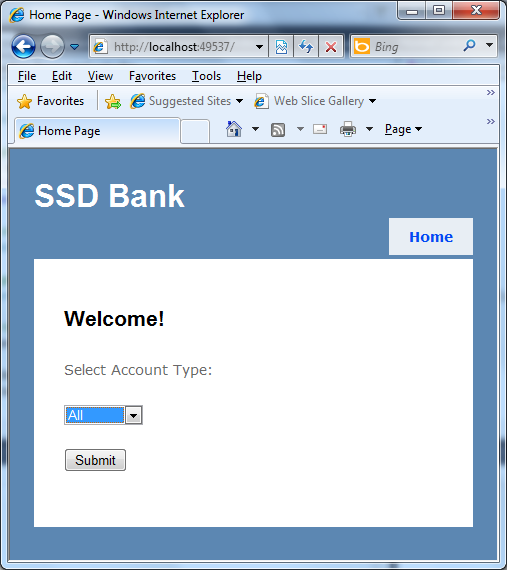 Home Page - Windows Internet Explorer
http://localhost:49537/
Bing
File Edit View Favorites Tools Help
Favorites Suggested Sites Web Slice Gallery
Home Page Page
SSD Bank
Home
Welcome!
Select Account Type:
All
Submit